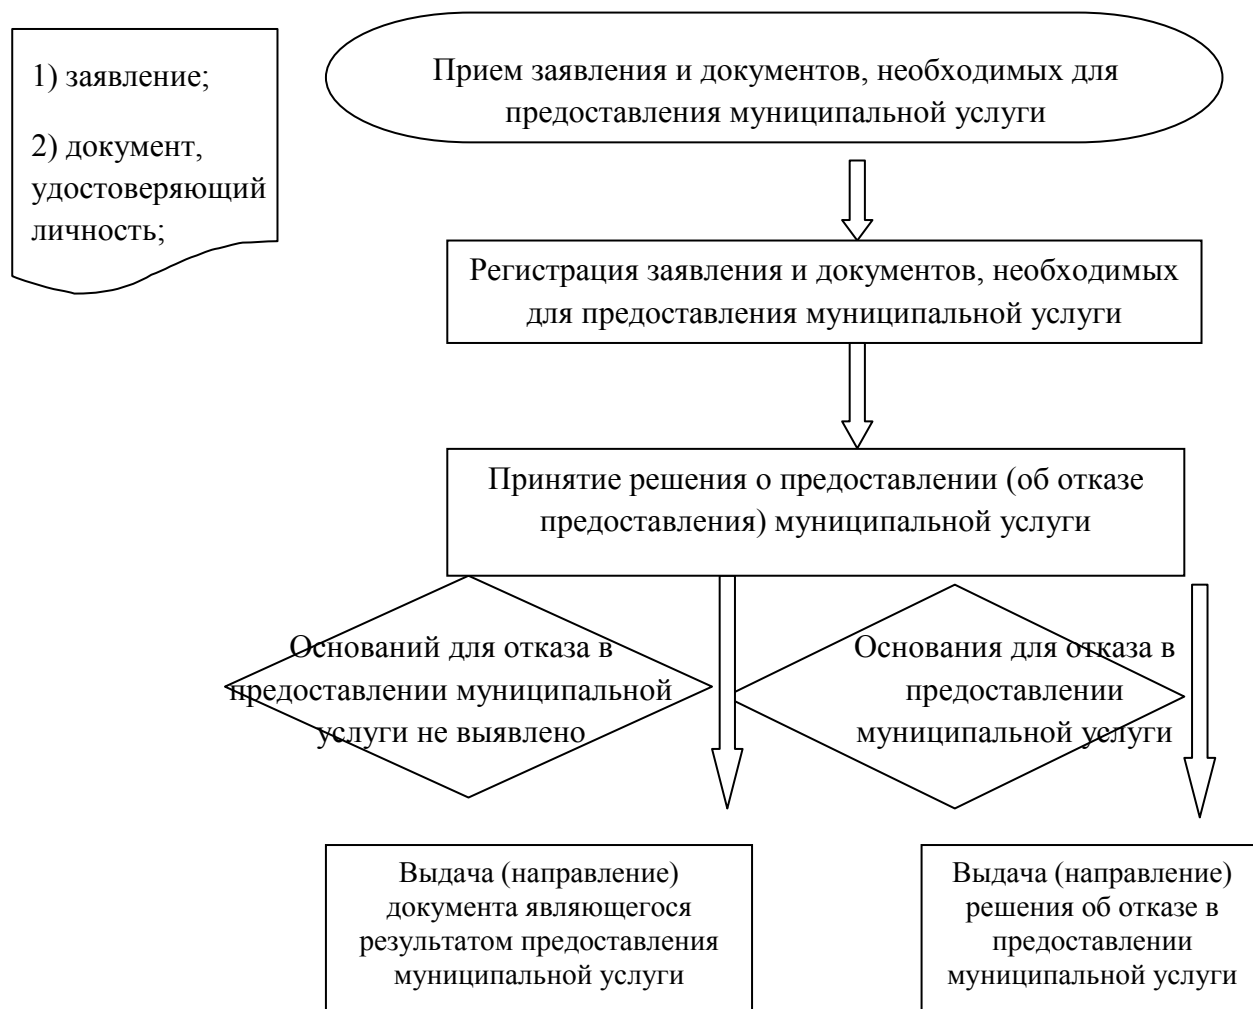 1) заявление;
2) документ,
удостоверяющий
личность;
Прием заявления и документов, необходимых для
предоставления муниципальной услуги
Регистрация заявления и документов, необходимых
для предоставления муниципальной услуги
Принятие решения о предоставлении (об отказе
предоставления) муниципальной услуги
Оснований для отказа в
предоставлении муниципальной
услуги не выявлено
Основания для отказа в
предоставлении
муниципальной услуги
Выдача (направление)
документа являющегося
результатом предоставления
муниципальной услуги
Выдача (направление)
решения об отказе в
предоставлении
муниципальной услуги